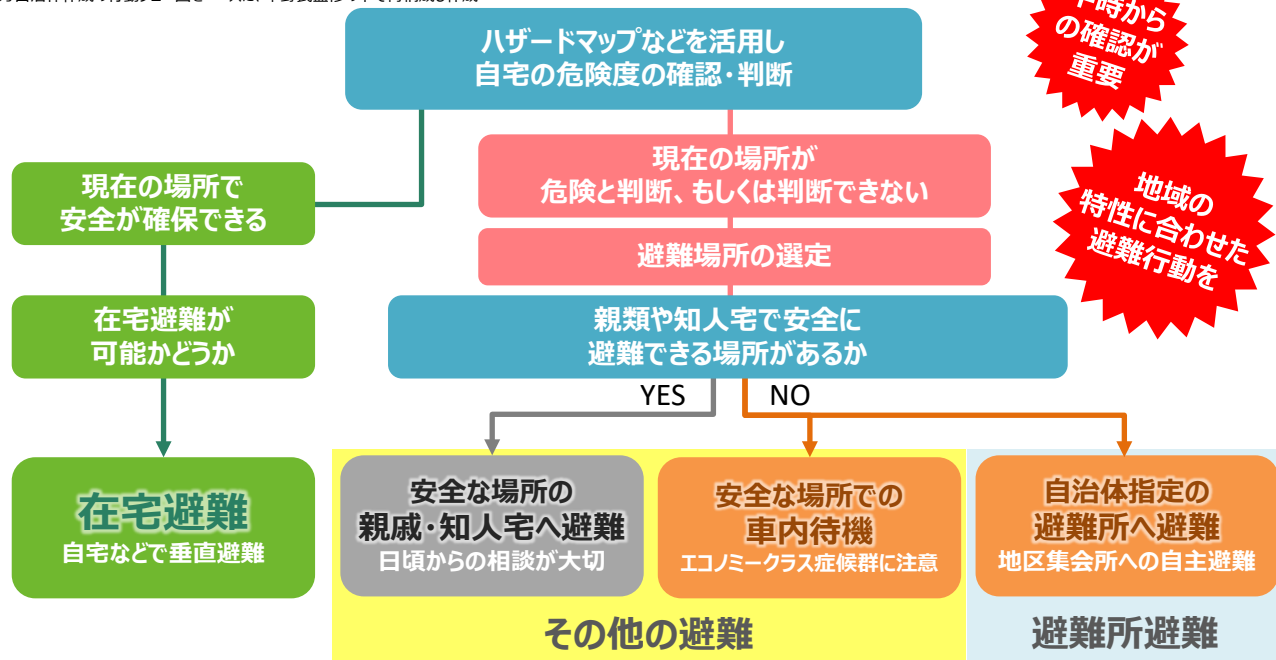 ハザードマップなどを活用し
自宅の危険度の確認・判断
時から
の確認が
重要
現在の場所が
危険と判断、もしくは判断できない
現在の場所で
安全が確保できる
地域の
特性に合わせた
避難行動を
避難場所の選定
在宅避難が
可能かどうか
親類や知人宅で安全に
避難できる場所があるか
YES
NO
在宅避難
自宅などで垂直避難
安全な場所の
親戚・知人宅へ避難
日頃からの相談が大切
安全な場所での
車内待機
エコノミークラス症候群に注意
自治体指定の
避難所へ避難
地区集会所への自主避難
その他の避難
避難所避難